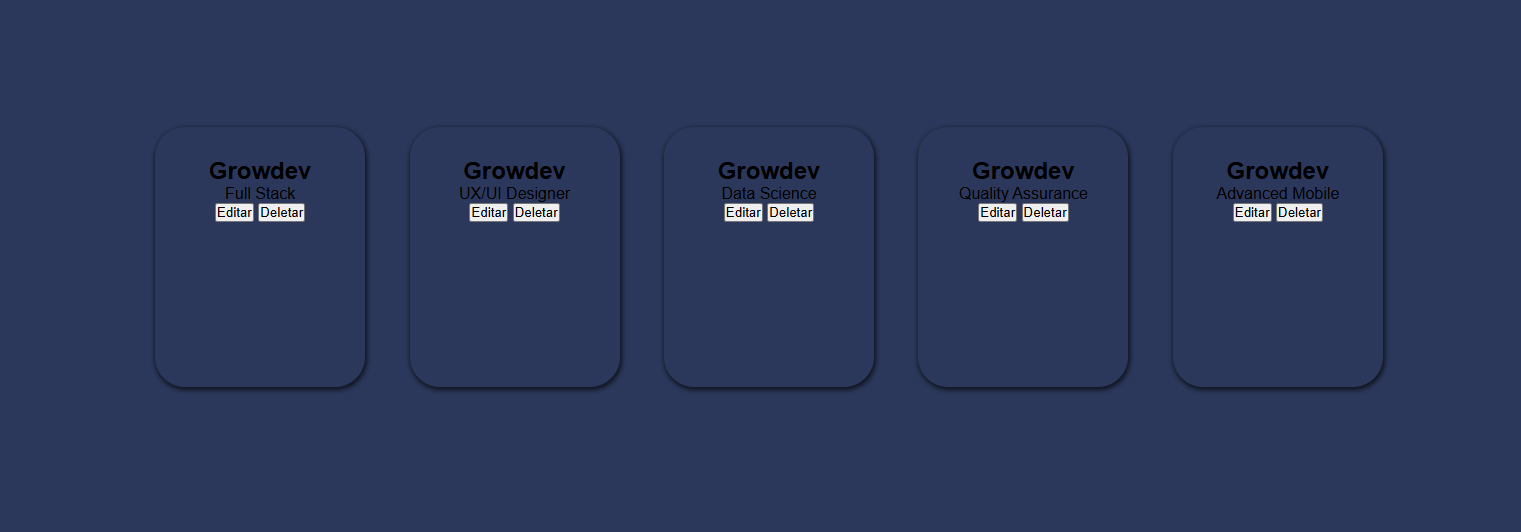 Growdev
Full Stack
Editar Deletar
Growdev
UX/UI Designer
Editar Deletar
Growdev
Data Science
Editar Deletar
Growdev
Quality Assurance
Editar Deletar
Growdev
Advanced Mobile
Editar Deletar